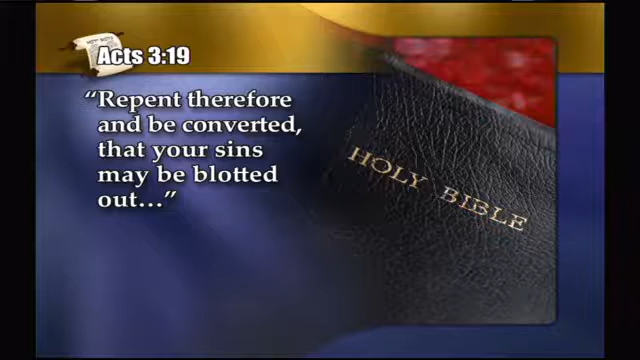 Acts 3:19
“Repent therefore
and be converted,
that your sins
may be blotted
out…”
HOLY BIBLE